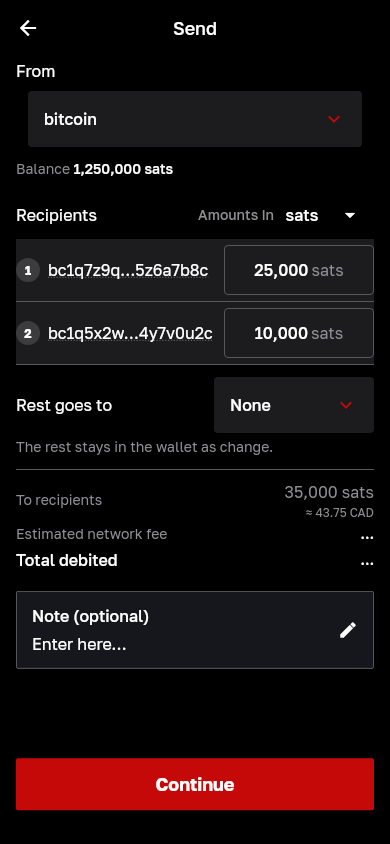 Send
From
bitcoin
Balance 1,250,000 sats
Recipients Amounts in sats
1 bc1q7z9q...5z6a7b8c 25,000 sats
2 bc1q5x2w...4y7v0u2c 10,000 sats
Rest goes to None
The rest stays in the wallet as change.
To recipients 35,000 sats
≈ 43.75 CAD
Estimated network fee ...
Total debited ...
Note (optional)
Enter here...
Continue